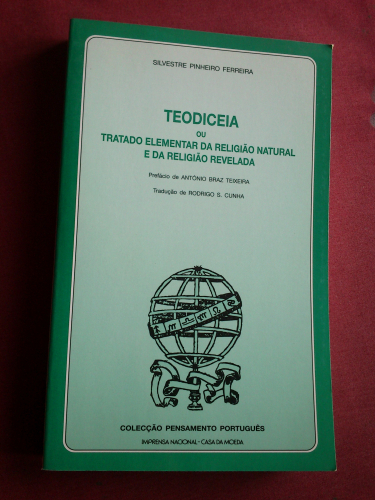 SILVESTRE PINHEIRO FERREIRA
TEODICEIA
OU
TRATADO ELEMENTAR DA RELIGIÃO NATURAL
E DA RELIGIÃO REVELADA
Prefácio de ANTÓNIO BRAZ TEIXEIRA
Tradução de RODRIGO S. CUNHA
COLECÇÃO PENSAMENTO PORTUGUÊS
IMPRENSA NACIONAL-CASA DA MOEDA